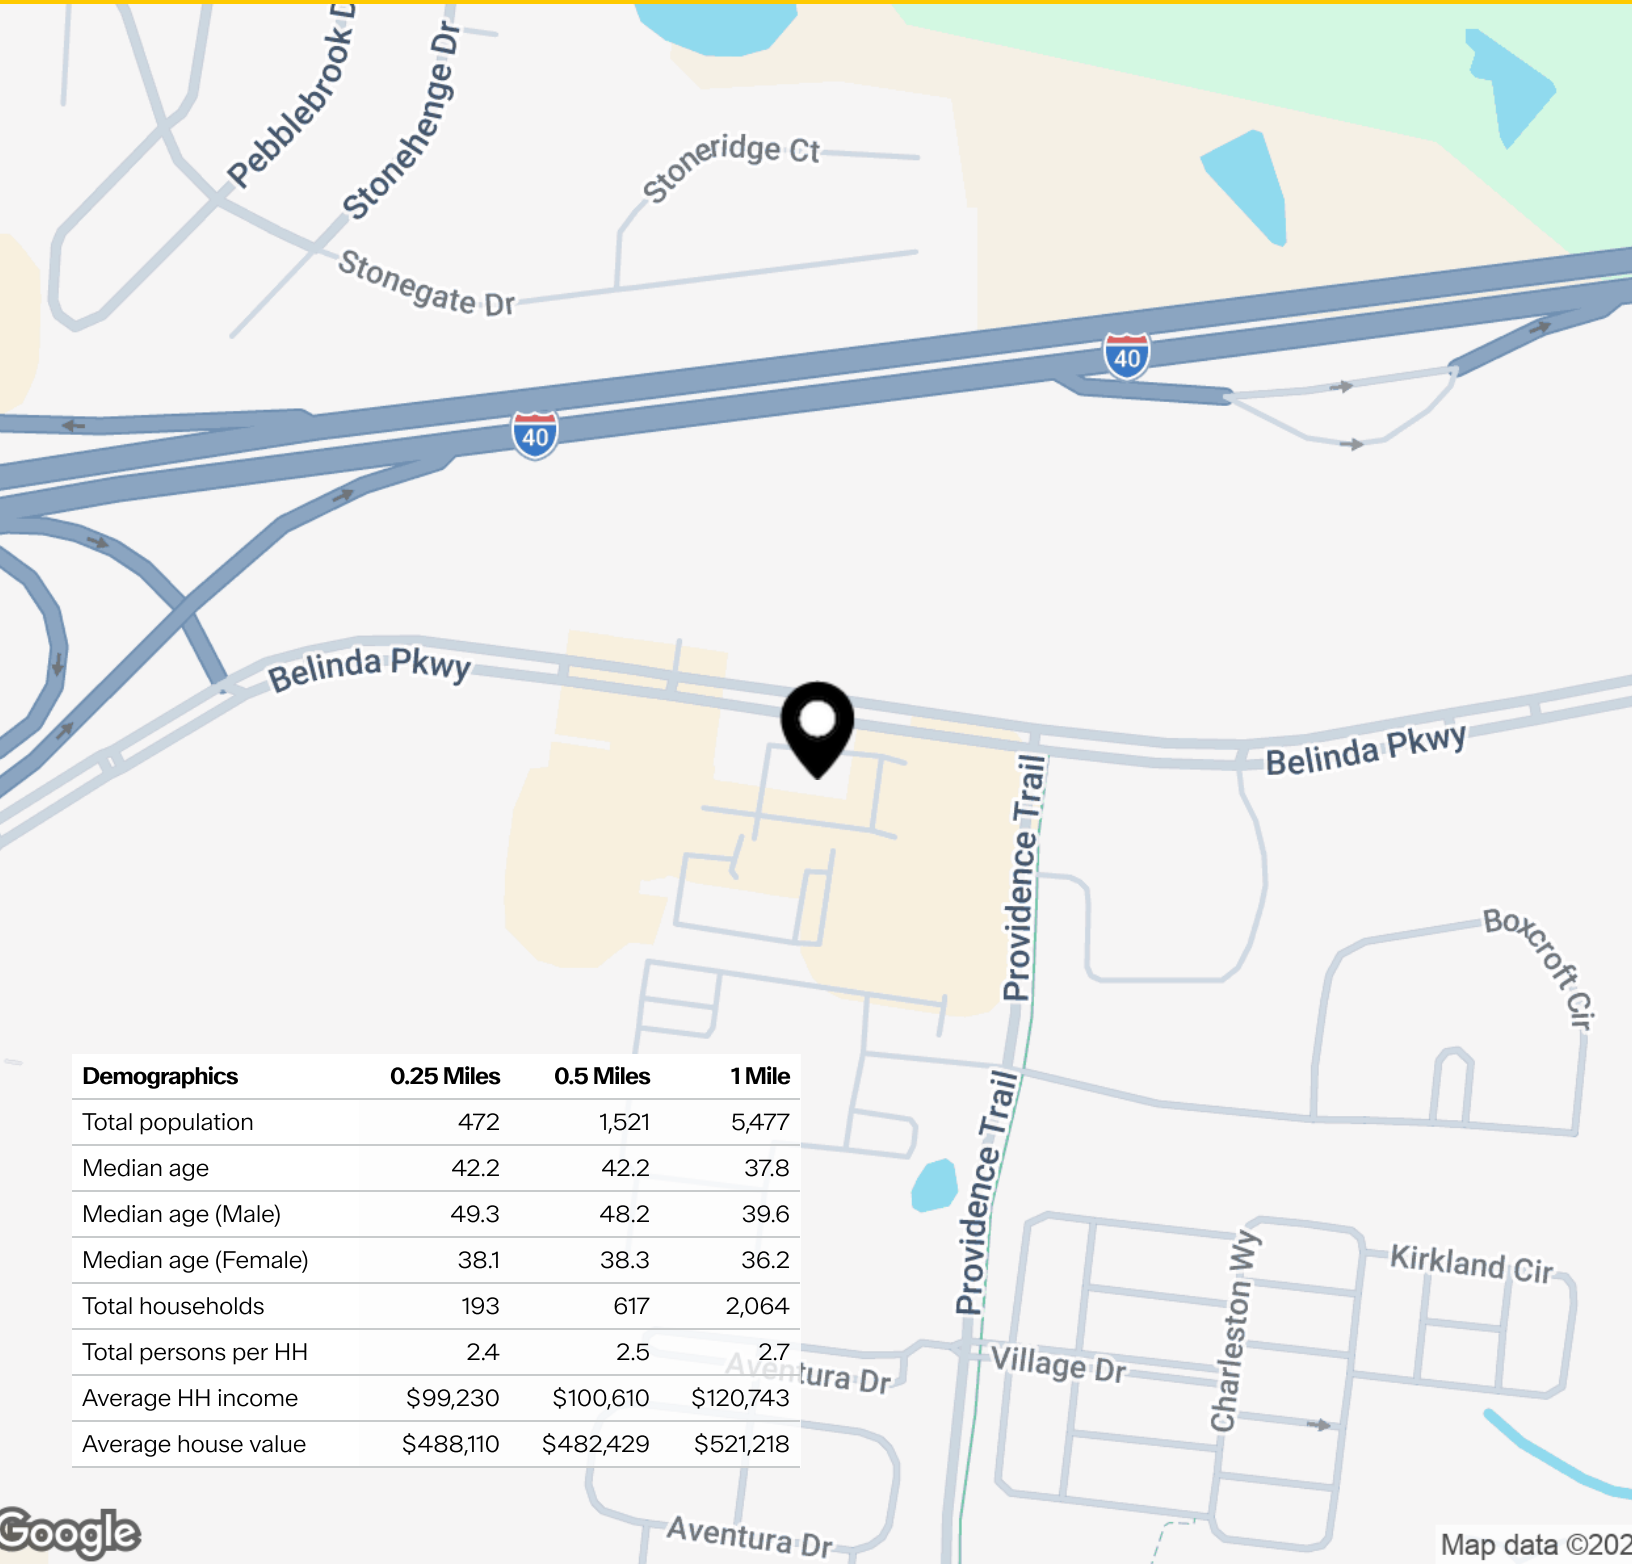 Pebblebrook D
Stonehenge Dr
Stoneridge Ct
Stonegate Dr
40
40
Belinda Pkwy
Belinda Pkwy
Providence Trail
Boxcroft Cir
Providence Trail
Kirkland Cir
Charleston Wy
Village Dr
Aventura Dr
Aventura Dr
Demographics 0.25 Miles 0.5 Miles 1 Mile
Total population 472 1,521 5,477
Median age 42.2 42.2 37.8
Median age (Male) 49.3 48.2 39.6
Median age (Female) 38.1 38.3 36.2
Total households 193 617 2,064
Total persons per HH 2.4 2.5 2.7
Average HH income $99,230 $100,610 $120,743
Average house value $488,110 $482,429 $521,218
Google
Map data ©202